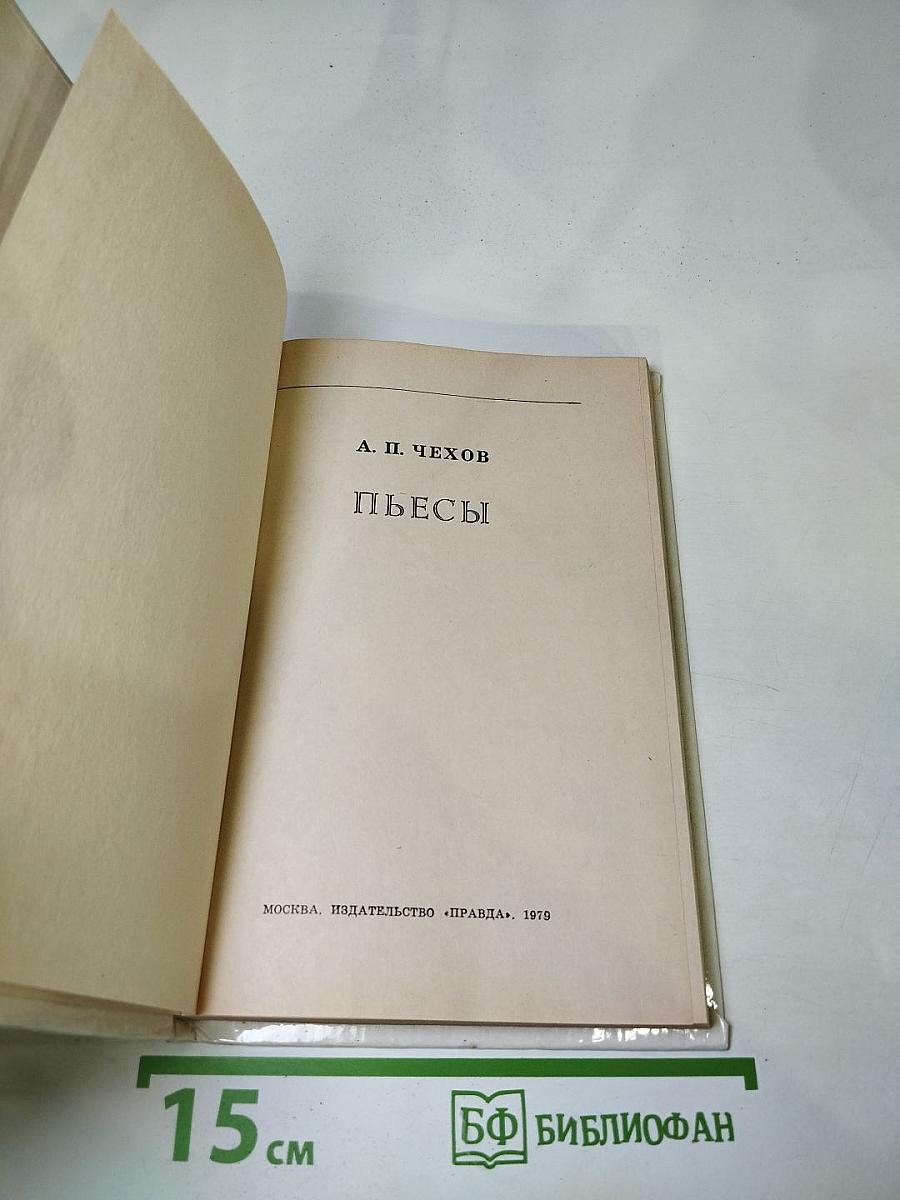 А. П. ЧЕХОВ
ПЬЕСЫ
МОСКВА. ИЗДАТЕЛЬСТВО «ПРАВДА». 1979
15 см
БФ БИБЛИОФАН